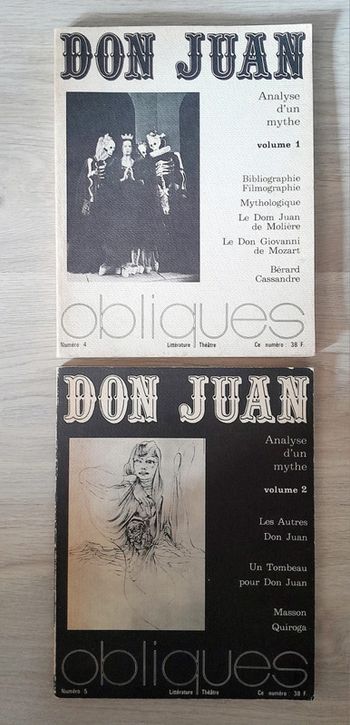 DON JUAN
Analyse
d'un
mythe
volume 1
Bibliographie
Filmographie
Mythologique
Le Dom Juan
de Molière
Le Don Giovanni
de Mozart
Bérard
Cassandre
obliques
Numéro 4 Littérature Théâtre Ce numéro : 38 F.
DON JUAN
Analyse
d'un
mythe
volume 2
Les Autres
Don Juan
Un Tombeau
pour Don Juan
Masson
Quiroga
obliques
Numéro 5 Littérature Théâtre Ce numéro : 38 F.